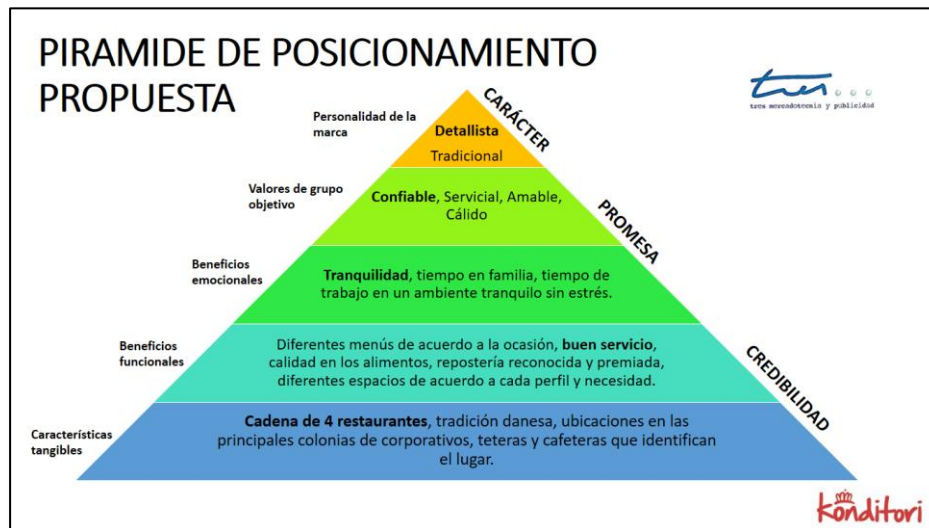 PIRAMIDE DE POSICIONAMIENTO
PROPUESTA
tres...
tres mercadotecnia y publicidad
Personalidad de la
marca
Detallista
Tradicional
CARÁCTER
Valores de grupo
objetivo
Confiable, Servicial, Amable,
Cálido
PROMESA
Beneficios
emocionales
Tranquilidad, tiempo en familia, tiempo de
trabajo en un ambiente tranquilo sin estrés.
Beneficios
funcionales
Diferentes menús de acuerdo a la ocasión, buen servicio,
calidad en los alimentos, repostería reconocida y premiada,
diferentes espacios de acuerdo a cada perfil y necesidad.
CREDIBILIDAD
Características
tangibles
Cadena de 4 restaurantes, tradición danesa, ubicaciones en las
principales colonias de corporativos, teteras y cafeteras que identifican
el lugar.
konditori